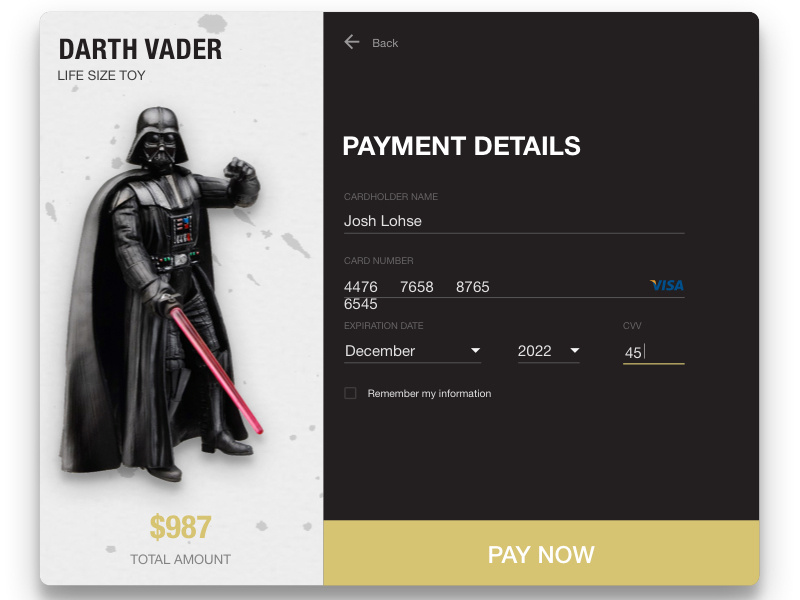 DARTH VADER
LIFE SIZE TOY
$987
TOTAL AMOUNT
Back
PAYMENT DETAILS
CARDHOLDER NAME
Josh Lohse
CARD NUMBER
4476 7658 8765
6545
VISA
EXPIRATION DATE
CVV
December
2022
45
Remember my information
PAY NOW